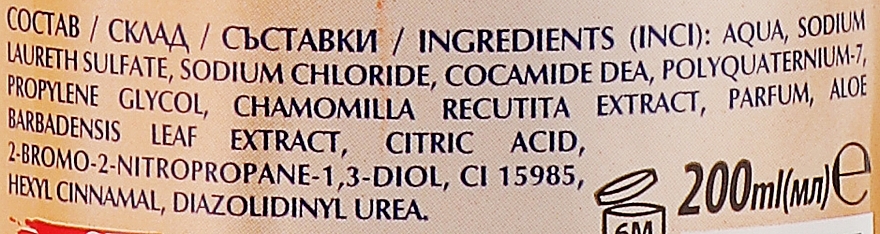 СОСТАВ / СКЛАД / СЪСТАВКИ / INGREDIENTS (INCI): AQUA, SODIUM
LAURETH SULFATE, SODIUM CHLORIDE, COCAMIDE DEA, POLYQUATERNIUM-7,
PROPYLENE GLYCOL, CHAMOMILLA RECUTITA EXTRACT, PARFUM, ALOE
BARBADENSIS LEAF EXTRACT, CITRIC ACID,
2-BROMO-2-NITROPROPANE-1,3-DIOL, CI 15985,
HEXYL CINNAMAL, DIAZOLIDINYL UREA.
200ml(мл)℮
6M